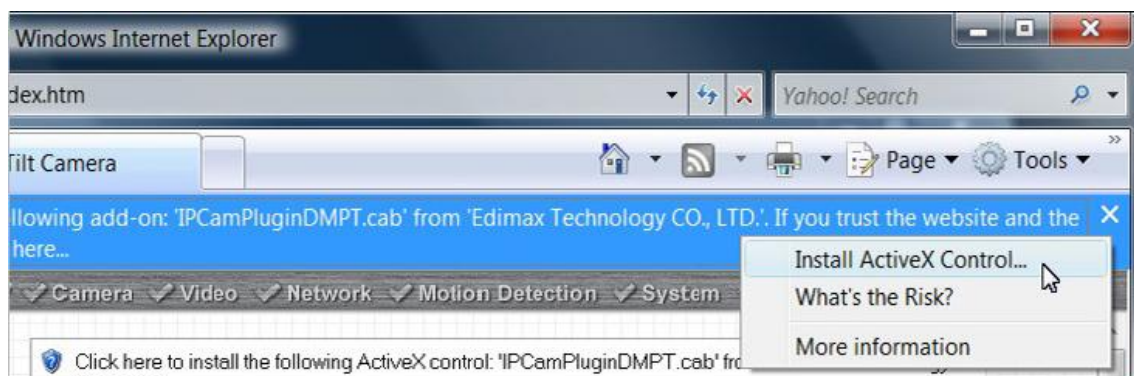 Windows Internet Explorer
dex.htm
Yahoo! Search
Tilt Camera
Page
Tools
llowing add-on: 'IPCamPluginDMPT.cab' from 'Edimax Technology CO., LTD.'. If you trust the website and the
here...
Install ActiveX Control...
Camera Video Network Motion Detection System
What's the Risk?
More information
Click here to install the following ActiveX control: 'IPCamPluginDMPT.cab'